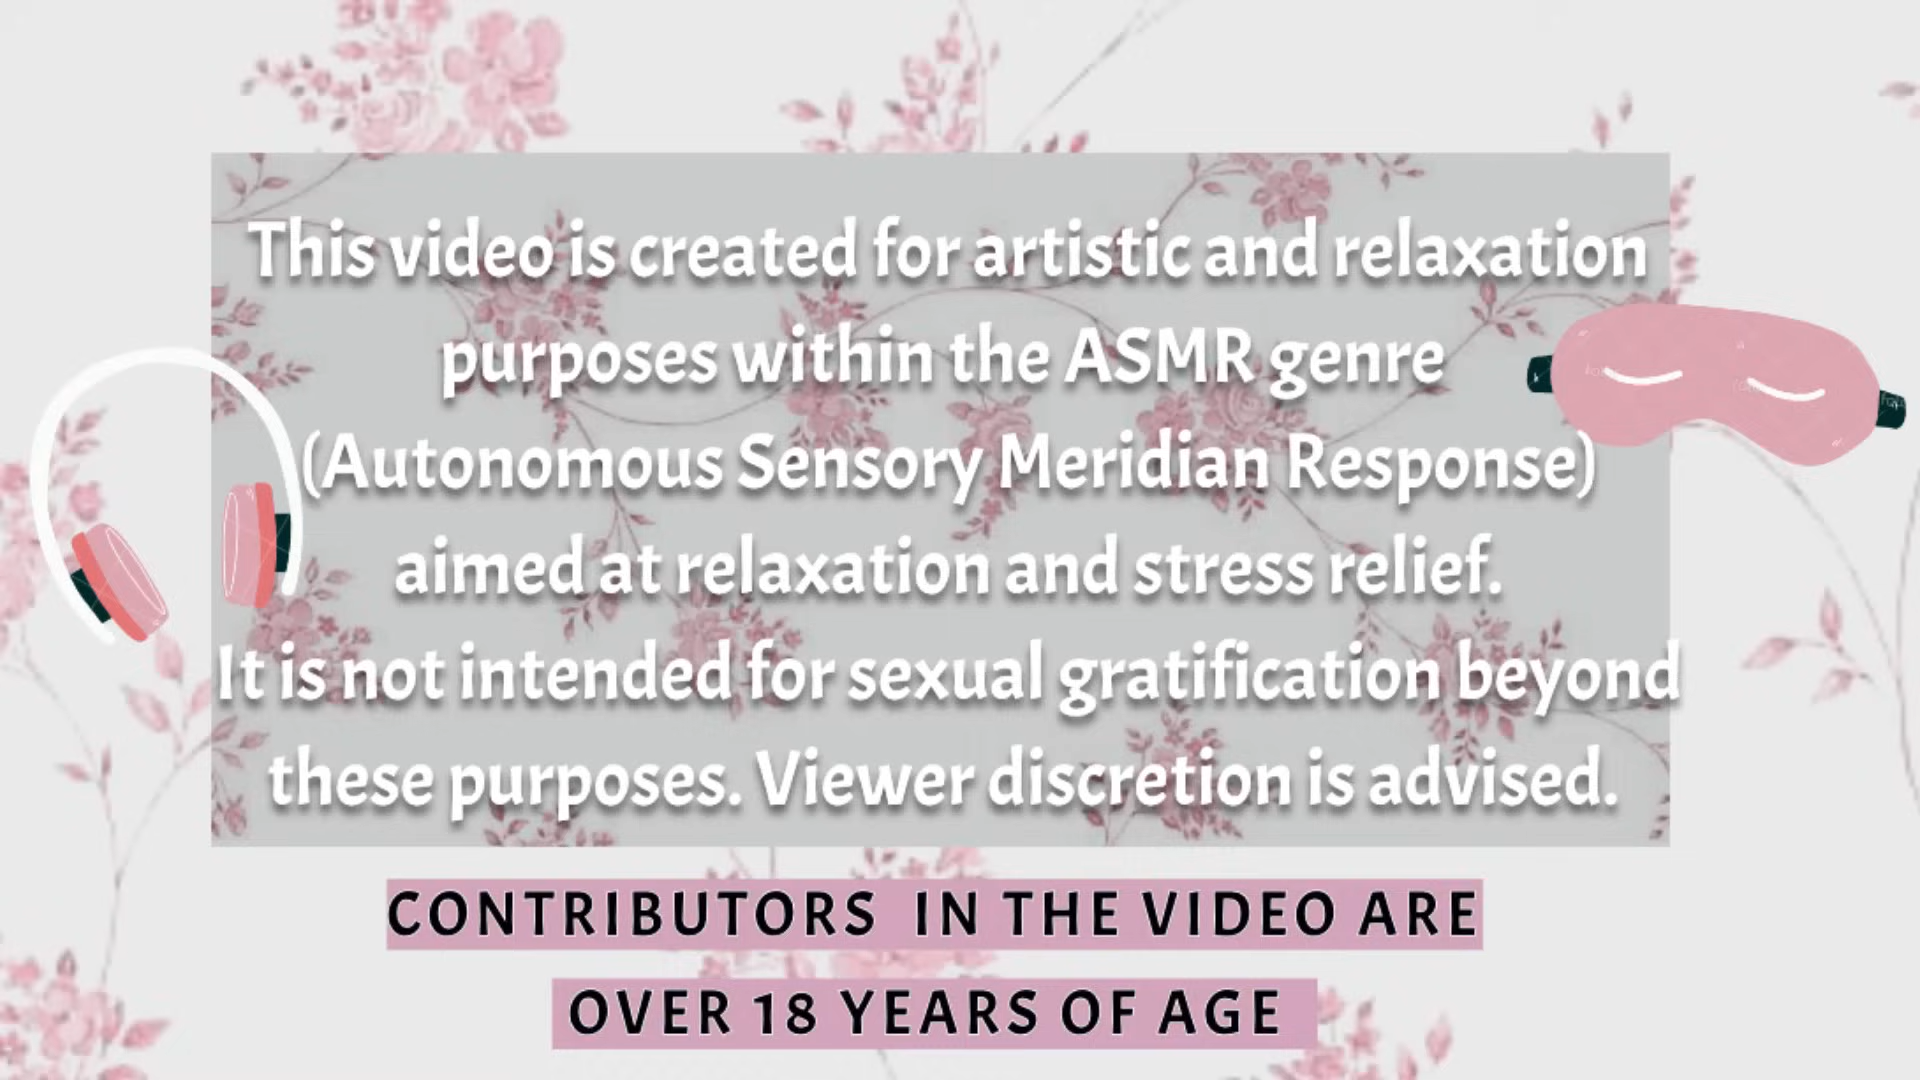 This video is created for artistic and relaxation
purposes within the ASMR genre
(Autonomous Sensory Meridian Response)
aimed at relaxation and stress relief.
It is not intended for sexual gratification beyond
these purposes. Viewer discretion is advised.
CONTRIBUTORS IN THE VIDEO ARE
OVER 18 YEARS OF AGE